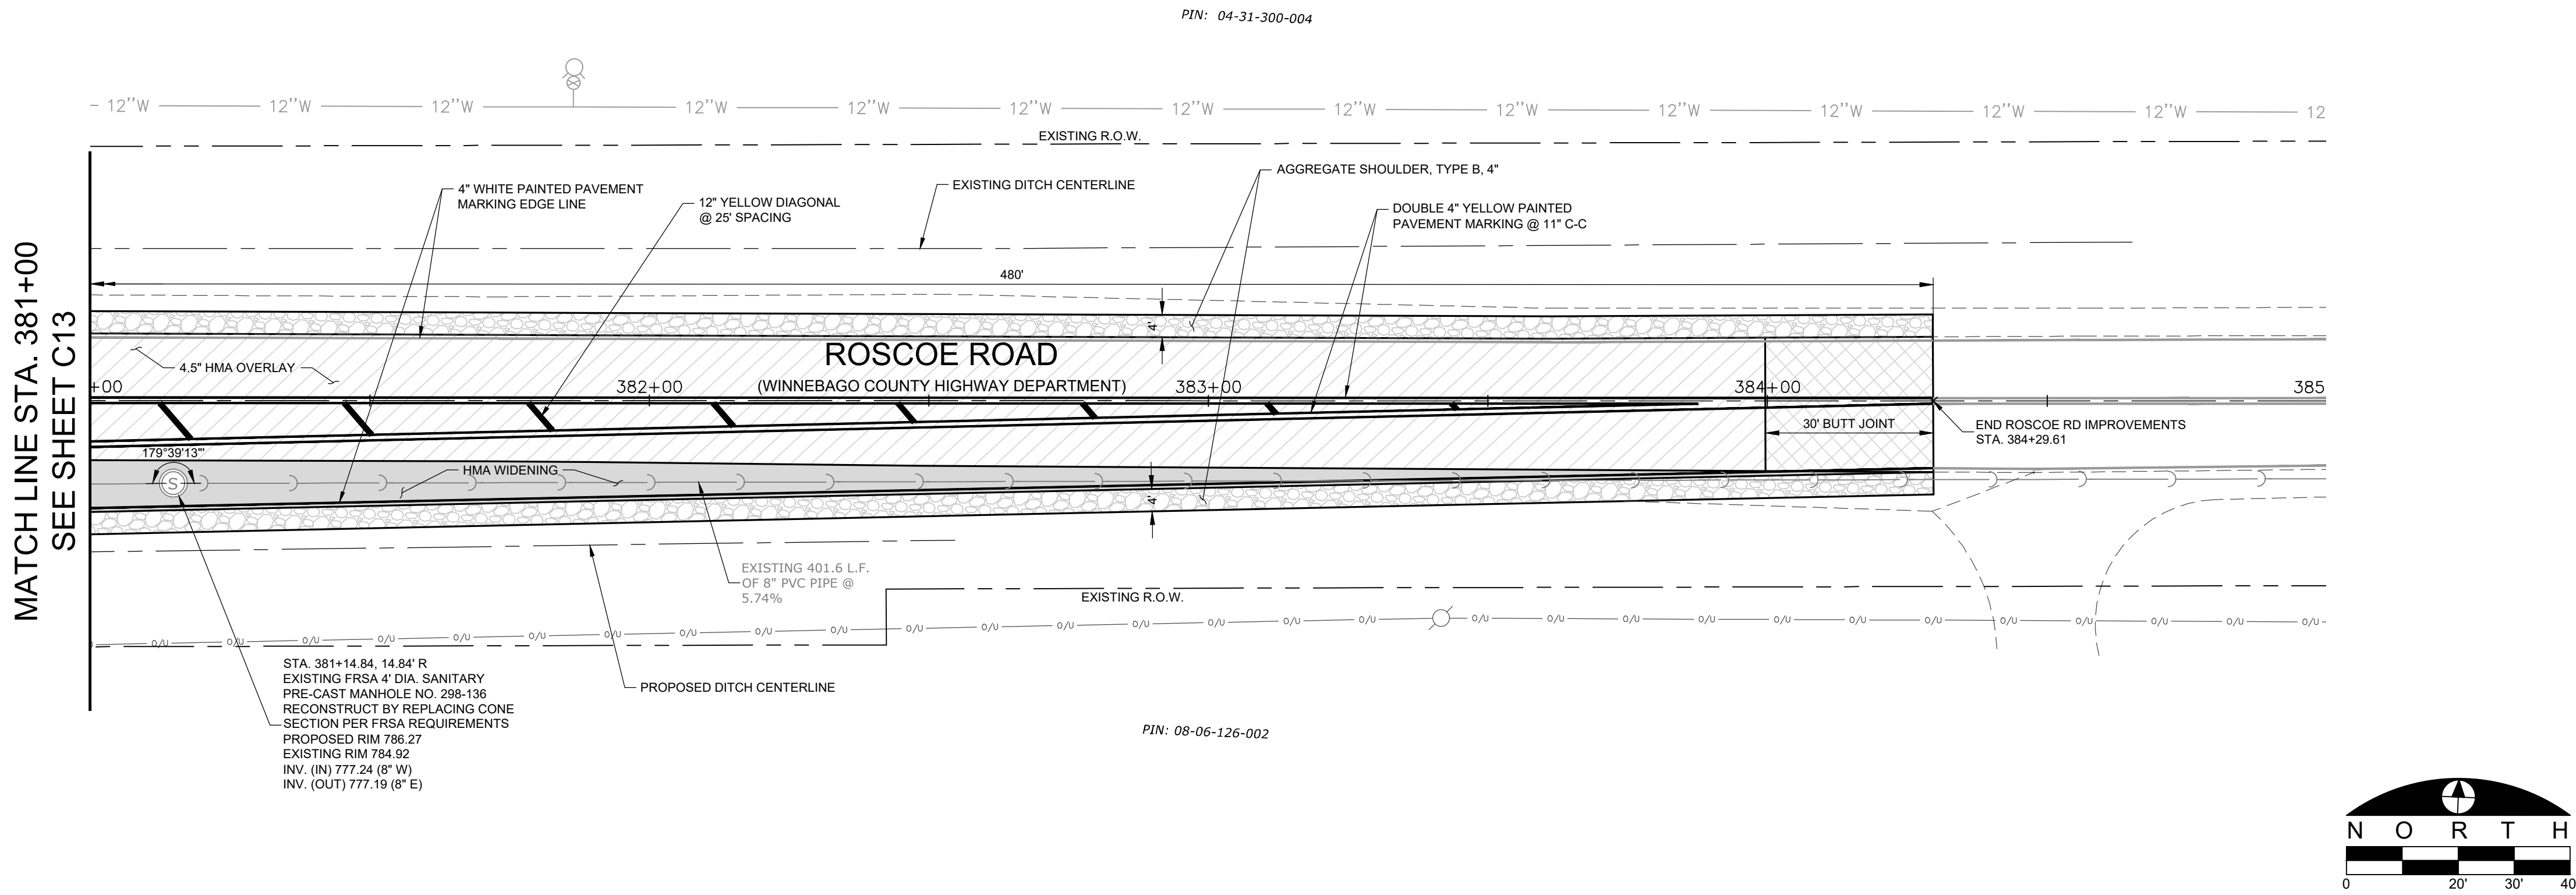 PIN: 04-31-300-004
12''W 12''W 12''W 12''W 12''W 12''W 12''W 12''W 12''W 12''W 12''W 12''W 12''W 12
EXISTING R.O.W.
AGGREGATE SHOULDER, TYPE B, 4"
4" WHITE PAINTED PAVEMENT
MARKING EDGE LINE
12" YELLOW DIAGONAL
@ 25' SPACING
EXISTING DITCH CENTERLINE
DOUBLE 4" YELLOW PAINTED
PAVEMENT MARKING @ 11" C-C
MATCH LINE STA. 381+00
SEE SHEET C13
480'
4'
ROSCOE ROAD
4.5" HMA OVERLAY
+00
382+00
(WINNEBAGO COUNTY HIGHWAY DEPARTMENT)
383+00
384+00
385
30' BUTT JOINT
END ROSCOE RD IMPROVEMENTS
STA. 384+29.61
179°39'13"'
HMA WIDENING
S
4'
EXISTING 401.6 L.F.
OF 8" PVC PIPE @
5.74%
EXISTING R.O.W.
O/U O/U O/U O/U O/U O/U O/U O/U O/U O/U O/U O/U O/U O/U O/U O/U O/U O/U O/U O/U O/U O/U O/U O/U O/U O/U O/U O/U O/U
STA. 381+14.84, 14.84' R
EXISTING FRSA 4' DIA. SANITARY
PRE-CAST MANHOLE NO. 298-136
RECONSTRUCT BY REPLACING CONE
SECTION PER FRSA REQUIREMENTS
PROPOSED RIM 786.27
EXISTING RIM 784.92
INV. (IN) 777.24 (8" W)
INV. (OUT) 777.19 (8" E)
PROPOSED DITCH CENTERLINE
PIN: 08-06-126-002
NORTH
0 20' 30' 40